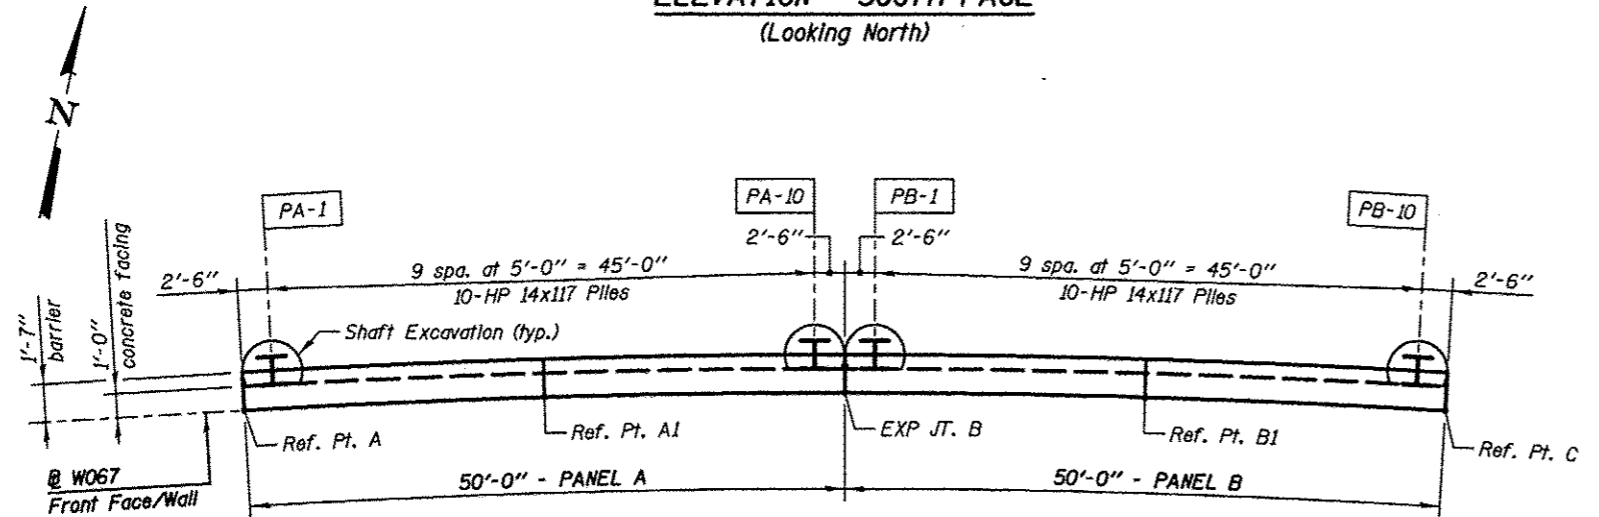 ELEVATION - SOUTH FACE
(Looking North)
N
PA-1
PA-10
PB-1
PB-10
2'-6"
2'-6"
2'-6"
9 spa. at 5'-0" = 45'-0"
10-HP 14x117 Piles
9 spa. at 5'-0" = 45'-0"
10-HP 14x117 Piles
2'-6"
1'-7"
barrier
1'-0"
concrete facing
Shaft Excavation (typ.)
Ref. Pt. A
Ref. Pt. A1
EXP JT. B
Ref. Pt. B1
Ref. Pt. C
W067
Front Face/Wall
50'-0" - PANEL A
50'-0" - PANEL B